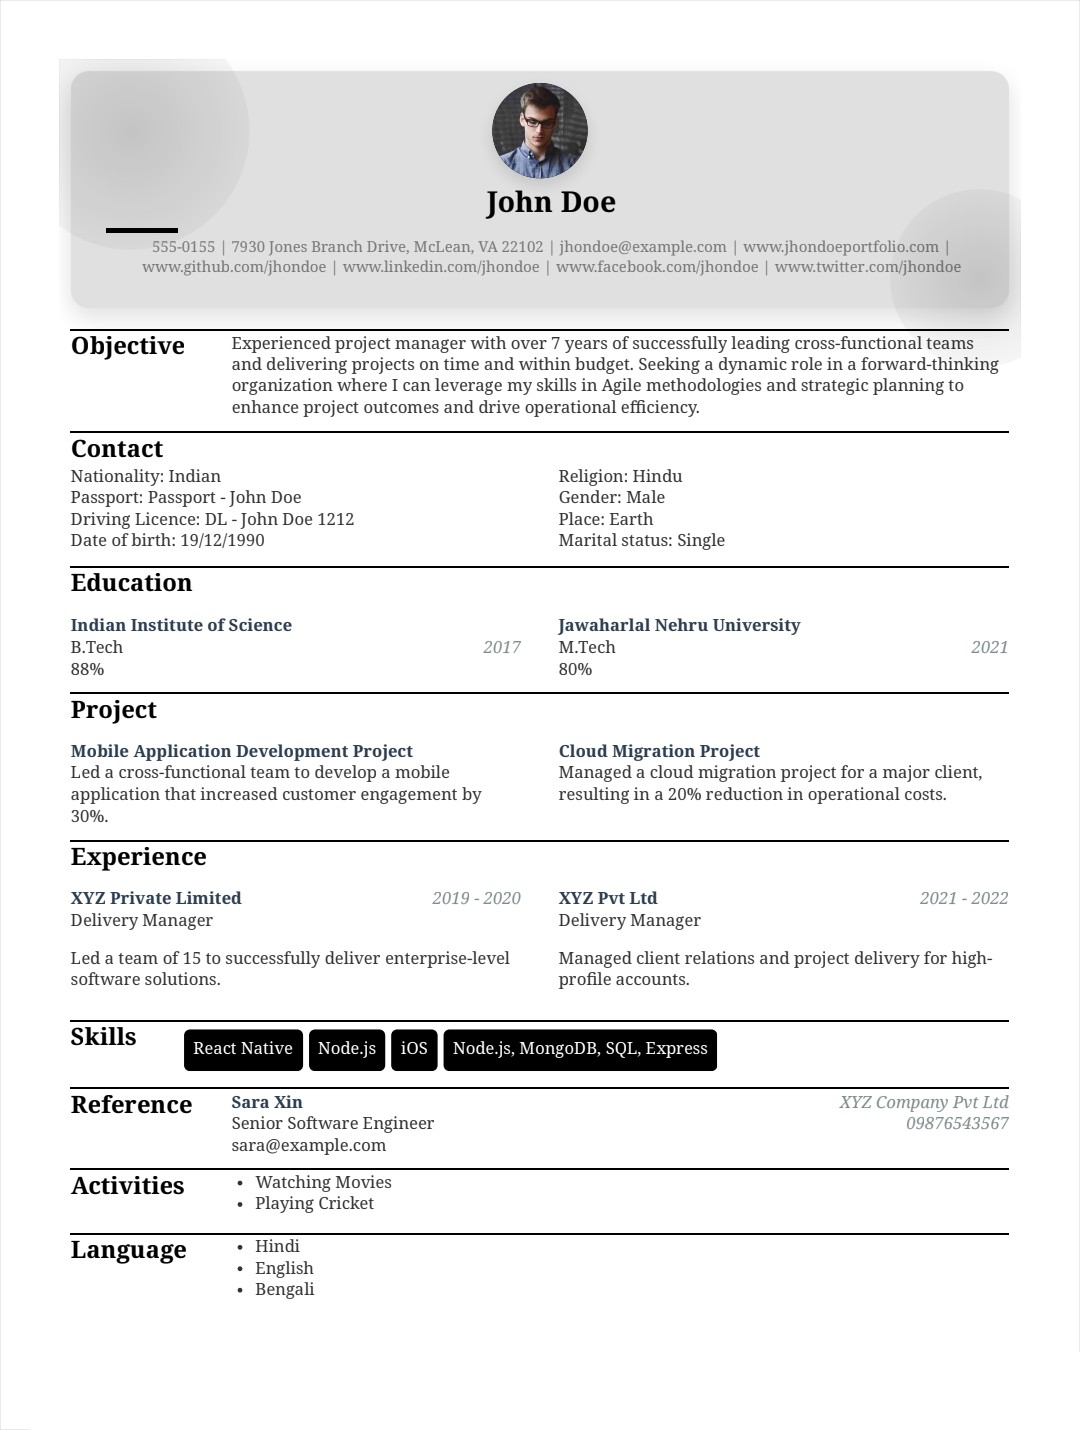 John Doe
555-0155 | 7930 Jones Branch Drive, McLean, VA 22102 | jhondoe@example.com | www.jhondoeportfolio.com |
www.github.com/jhondoe | www.linkedin.com/jhondoe | www.facebook.com/jhondoe | www.twitter.com/jhondoe
Objective
Experienced project manager with over 7 years of successfully leading cross-functional teams
and delivering projects on time and within budget. Seeking a dynamic role in a forward-thinking
organization where I can leverage my skills in Agile methodologies and strategic planning to
enhance project outcomes and drive operational efficiency.
Contact
Nationality: Indian
Passport: Passport - John Doe
Driving Licence: DL - John Doe 1212
Date of birth: 19/12/1990
Religion: Hindu
Gender: Male
Place: Earth
Marital status: Single
Education
Indian Institute of Science
B.Tech 2017
88%
Jawaharlal Nehru University
M.Tech 2021
80%
Project
Mobile Application Development Project
Led a cross-functional team to develop a mobile
application that increased customer engagement by
30%.
Cloud Migration Project
Managed a cloud migration project for a major client,
resulting in a 20% reduction in operational costs.
Experience
XYZ Private Limited 2019 - 2020
Delivery Manager
Led a team of 15 to successfully deliver enterprise-level
software solutions.
XYZ Pvt Ltd 2021 - 2022
Delivery Manager
Managed client relations and project delivery for high-
profile accounts.
Skills
React Native Node.js iOS Node.js, MongoDB, SQL, Express
Reference
Sara Xin XYZ Company Pvt Ltd
Senior Software Engineer 09876543567
sara@example.com
Activities
• Watching Movies
• Playing Cricket
Language
• Hindi
• English
• Bengali